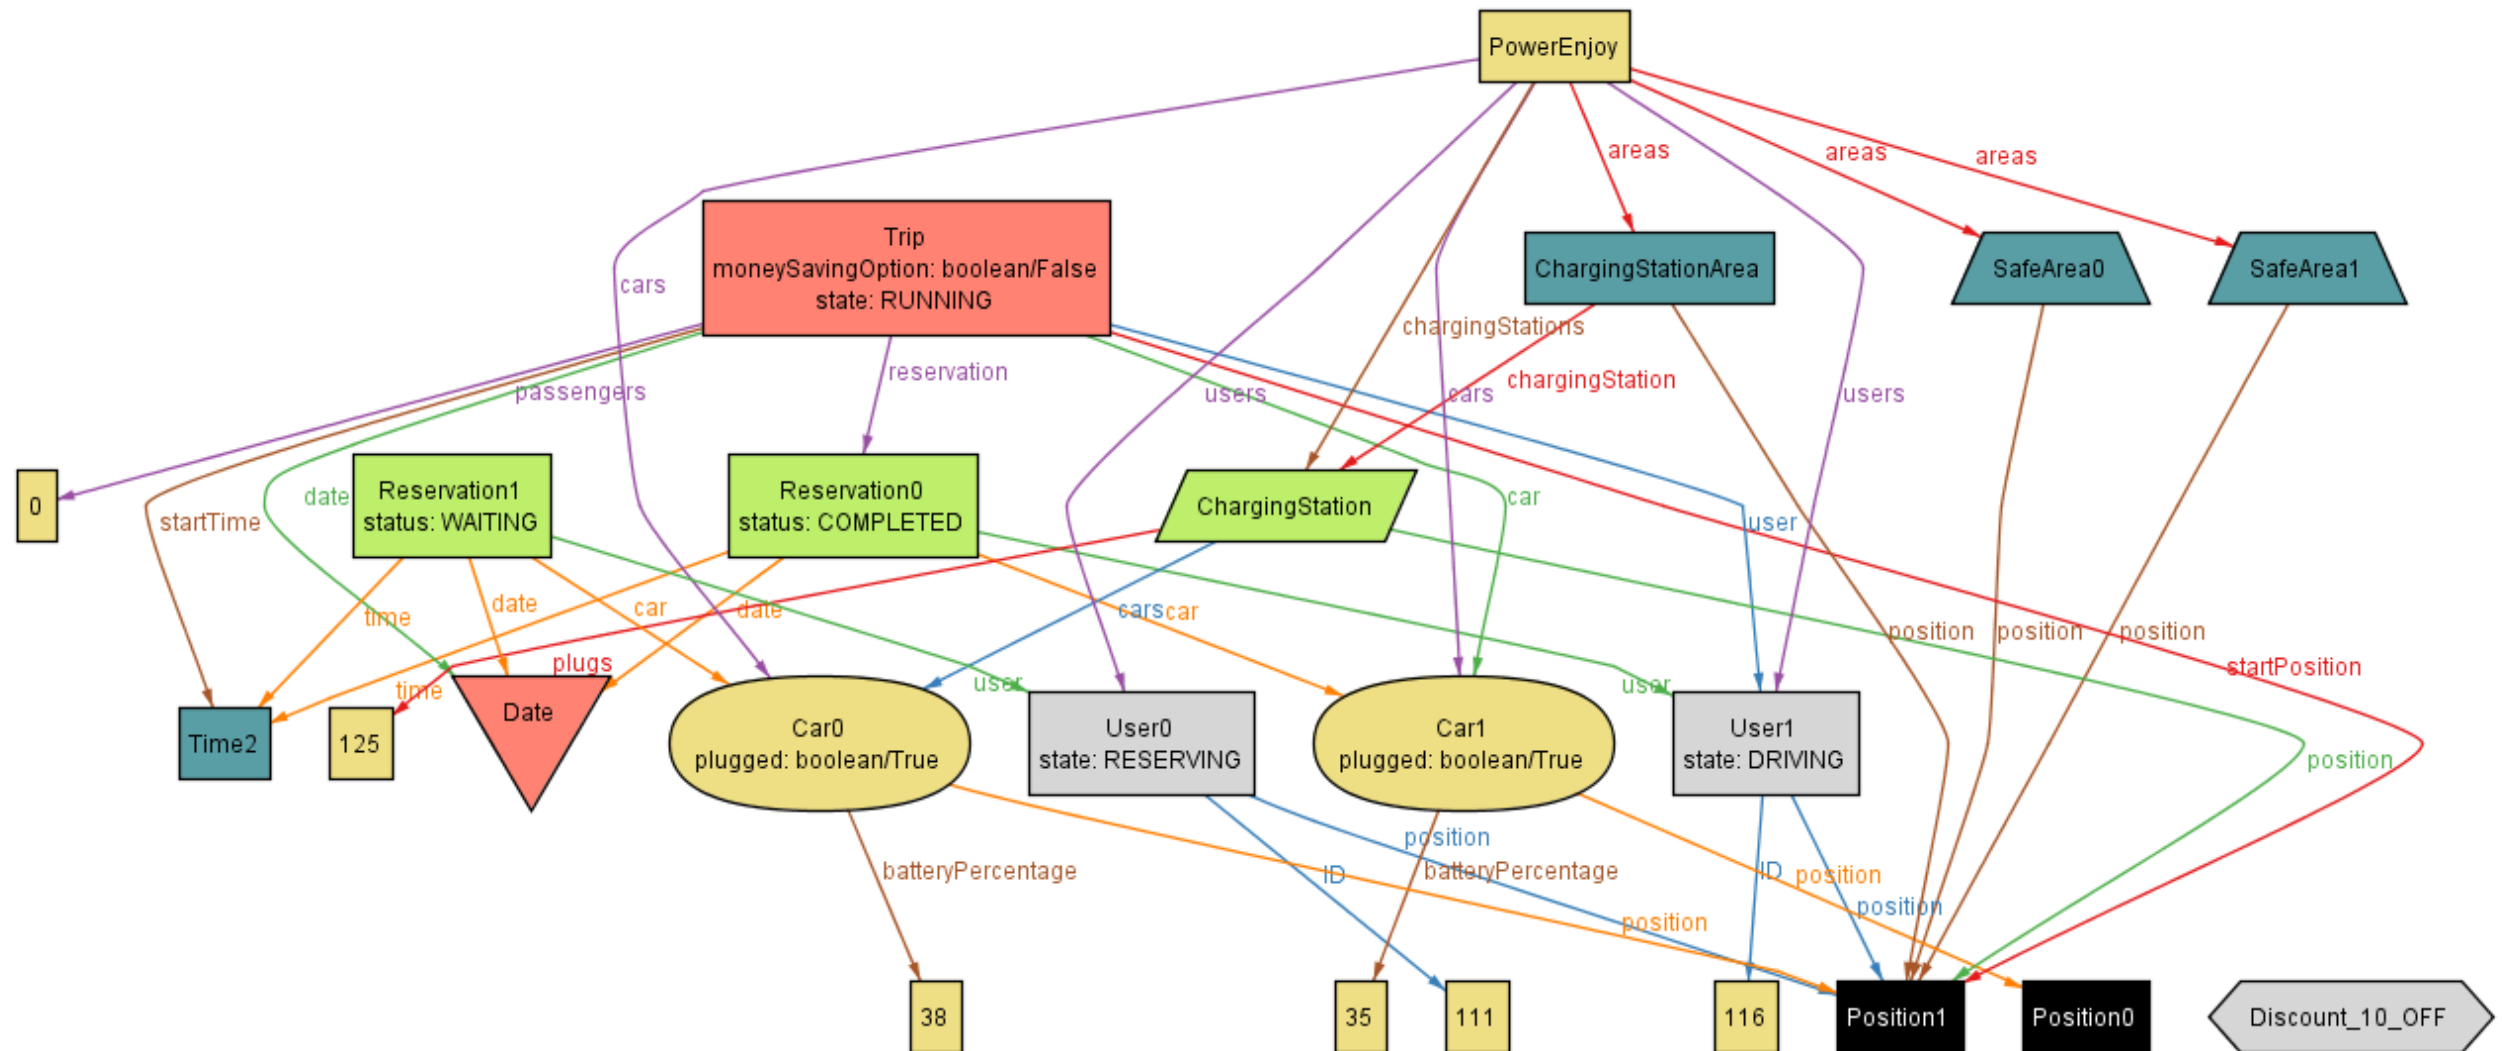 PowerEnjoy
areas
areas
areas
Trip
moneySavingOption: boolean/False
state: RUNNING
ChargingStationArea
SafeArea0
SafeArea1
cars
chargingStations
reservation
chargingStation
passengers
users
cars
users
date
startTime
0
Reservation1
status: WAITING
Reservation0
status: COMPLETED
ChargingStation
car
user
time
date
car
date
cars
car
position
position
position
plugs
time
user
user
startPosition
Time2
125
Date
Car0
plugged: boolean/True
User0
state: RESERVING
Car1
plugged: boolean/True
User1
state: DRIVING
position
position
batteryPercentage
ID
batteryPercentage
ID
position
position
position
38
35
111
116
Position1
Position0
Discount_10_OFF